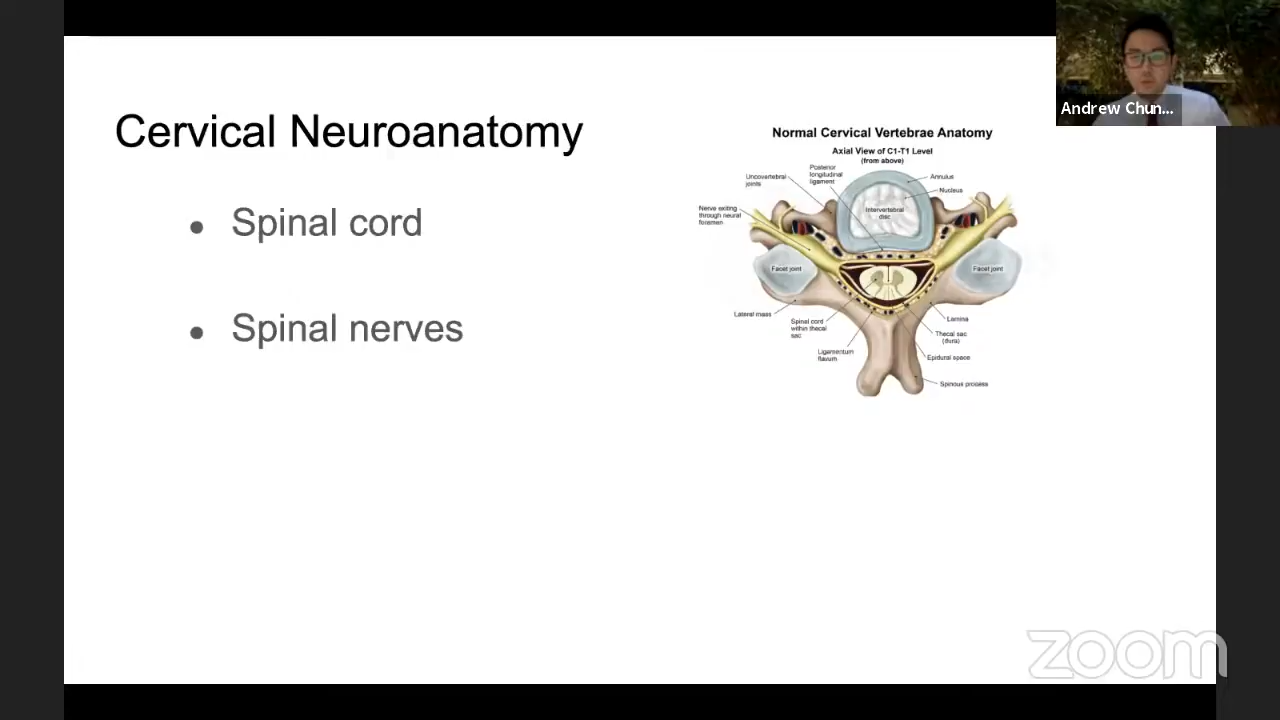 Cervical Neuroanatomy
Spinal cord
Spinal nerves
Normal Cervical Vertebrae Anatomy
Axial View of C1-T1 Level
(from above)
Posterior
longitudinal
ligament
Uncovertebral
joints
Annulus
Nucleus
Nerve exiting
through neural
foramen
Intervertebral
disc
Facet joint
Facet joint
Lateral mass
Spinal cord
within thecal
sac
Ligamentum
flavum
Lamina
Thecal sac
(dura)
Epidural space
Spinous process
Andrew Chun...
zoom